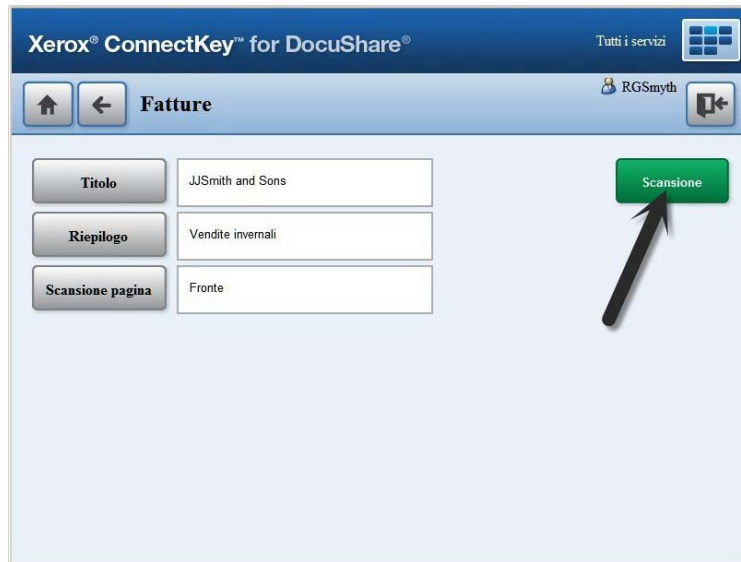 Xerox® ConnectKey™ for DocuShare®
Tutti i servizi
Fatture
RGSmyth
Titolo
JJSmith and Sons
Scansione
Riepilogo
Vendite invernali
Scansione pagina
Fronte